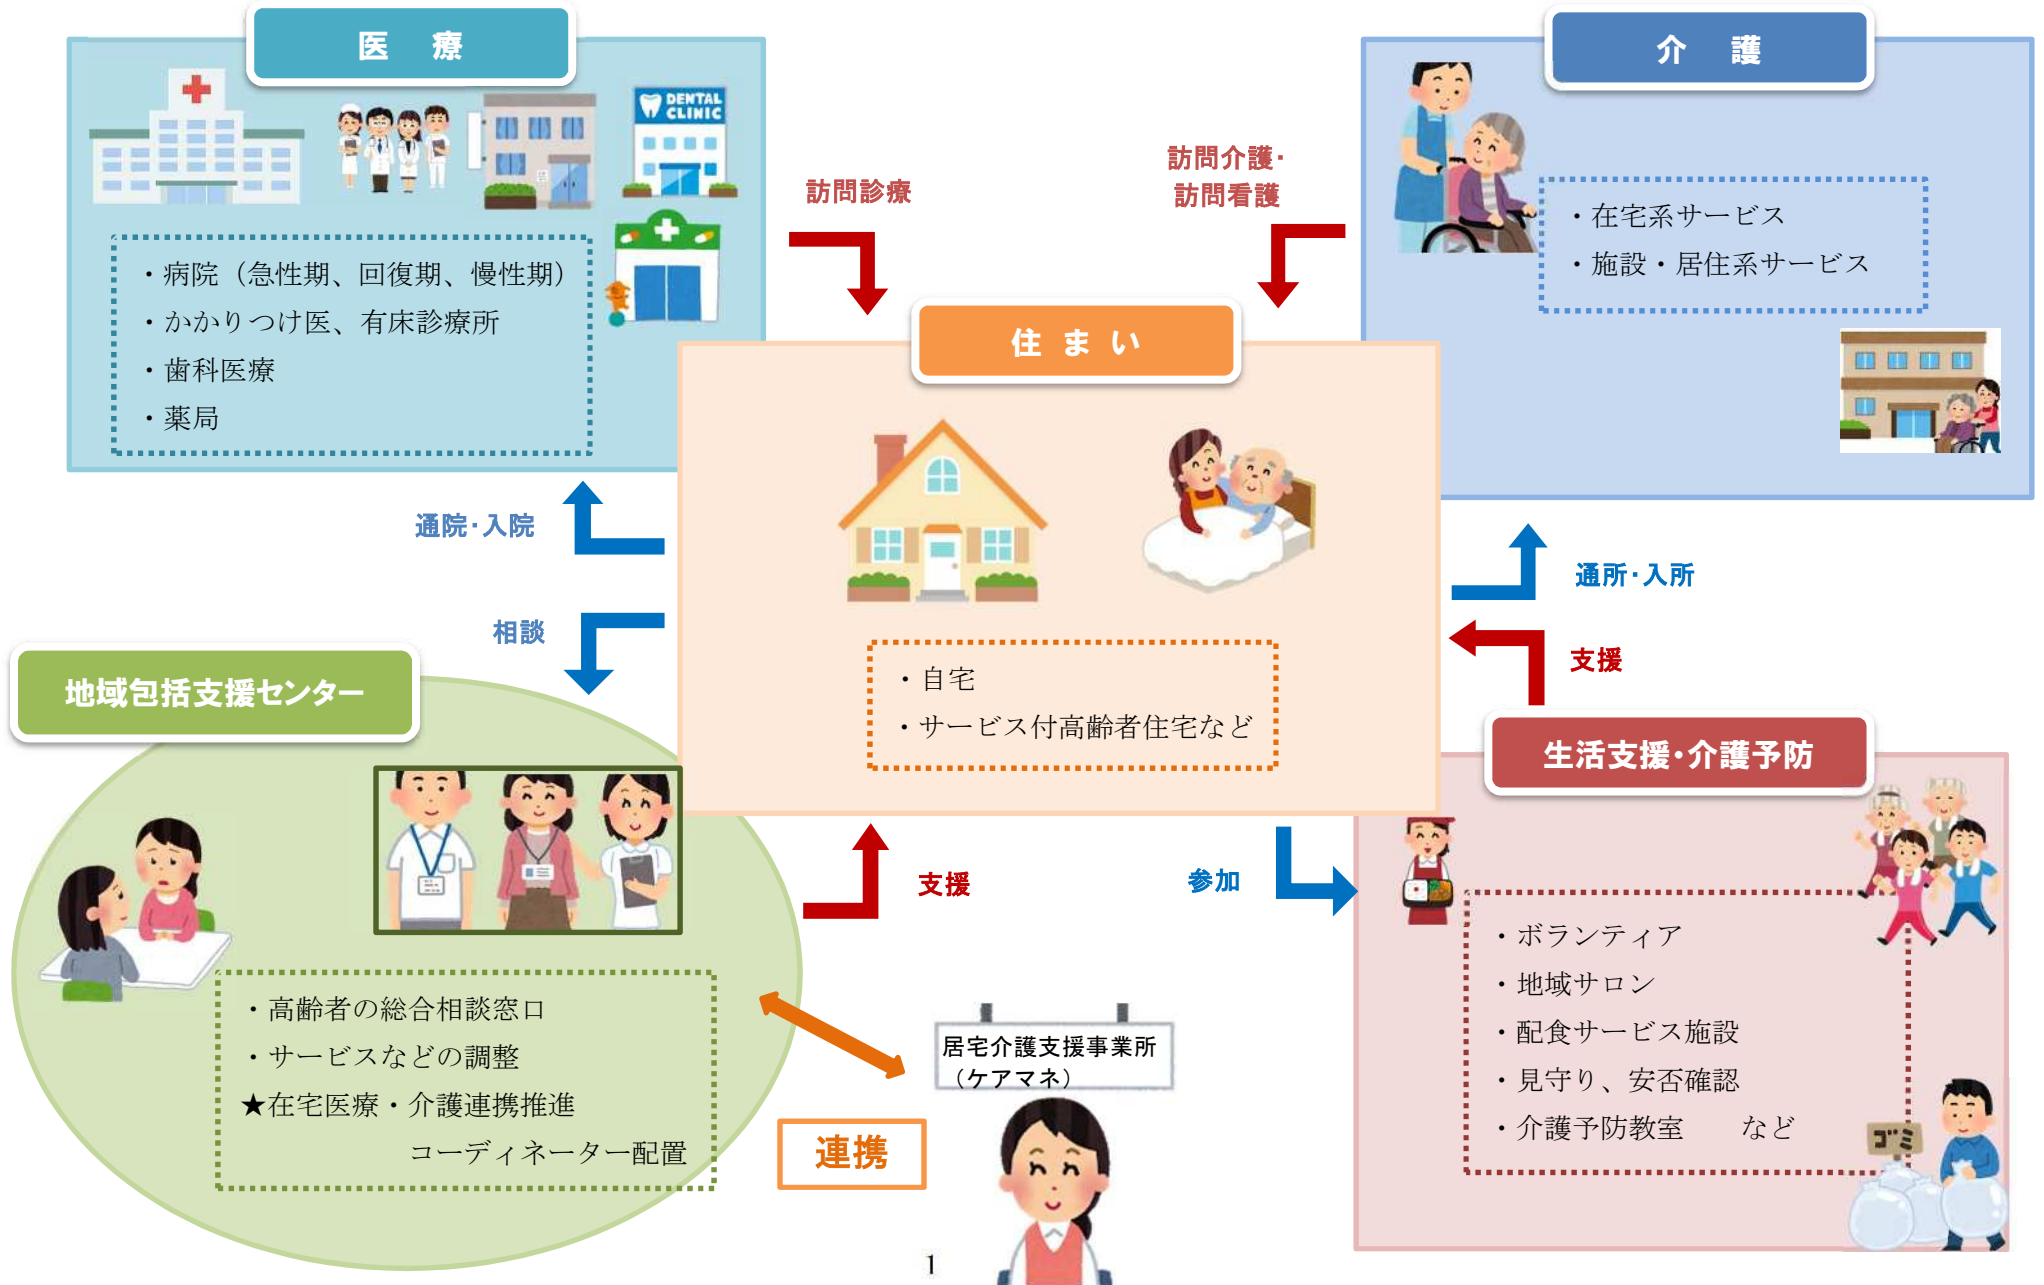 医 療
DENTAL
CLINIC
・病院（急性期、回復期、慢性期）
・かかりつけ医、有床診療所
・歯科医療
・薬局
訪問診療
訪問介護・
訪問看護
介 護
・在宅系サービス
・施設・居住系サービス
住 ま い
・自宅
・サービス付高齢者住宅など
通院・入院
相談
通所・入所
支援
地域包括支援センター
・高齢者の総合相談窓口
・サービスなどの調整
★在宅医療・介護連携推進
コーディネーター配置
支援
参加
生活支援・介護予防
・ボランティア
・地域サロン
・配食サービス施設
・見守り、安否確認
・介護予防教室 など
ゴミ
居宅介護支援事業所
（ケアマネ）
連携
1